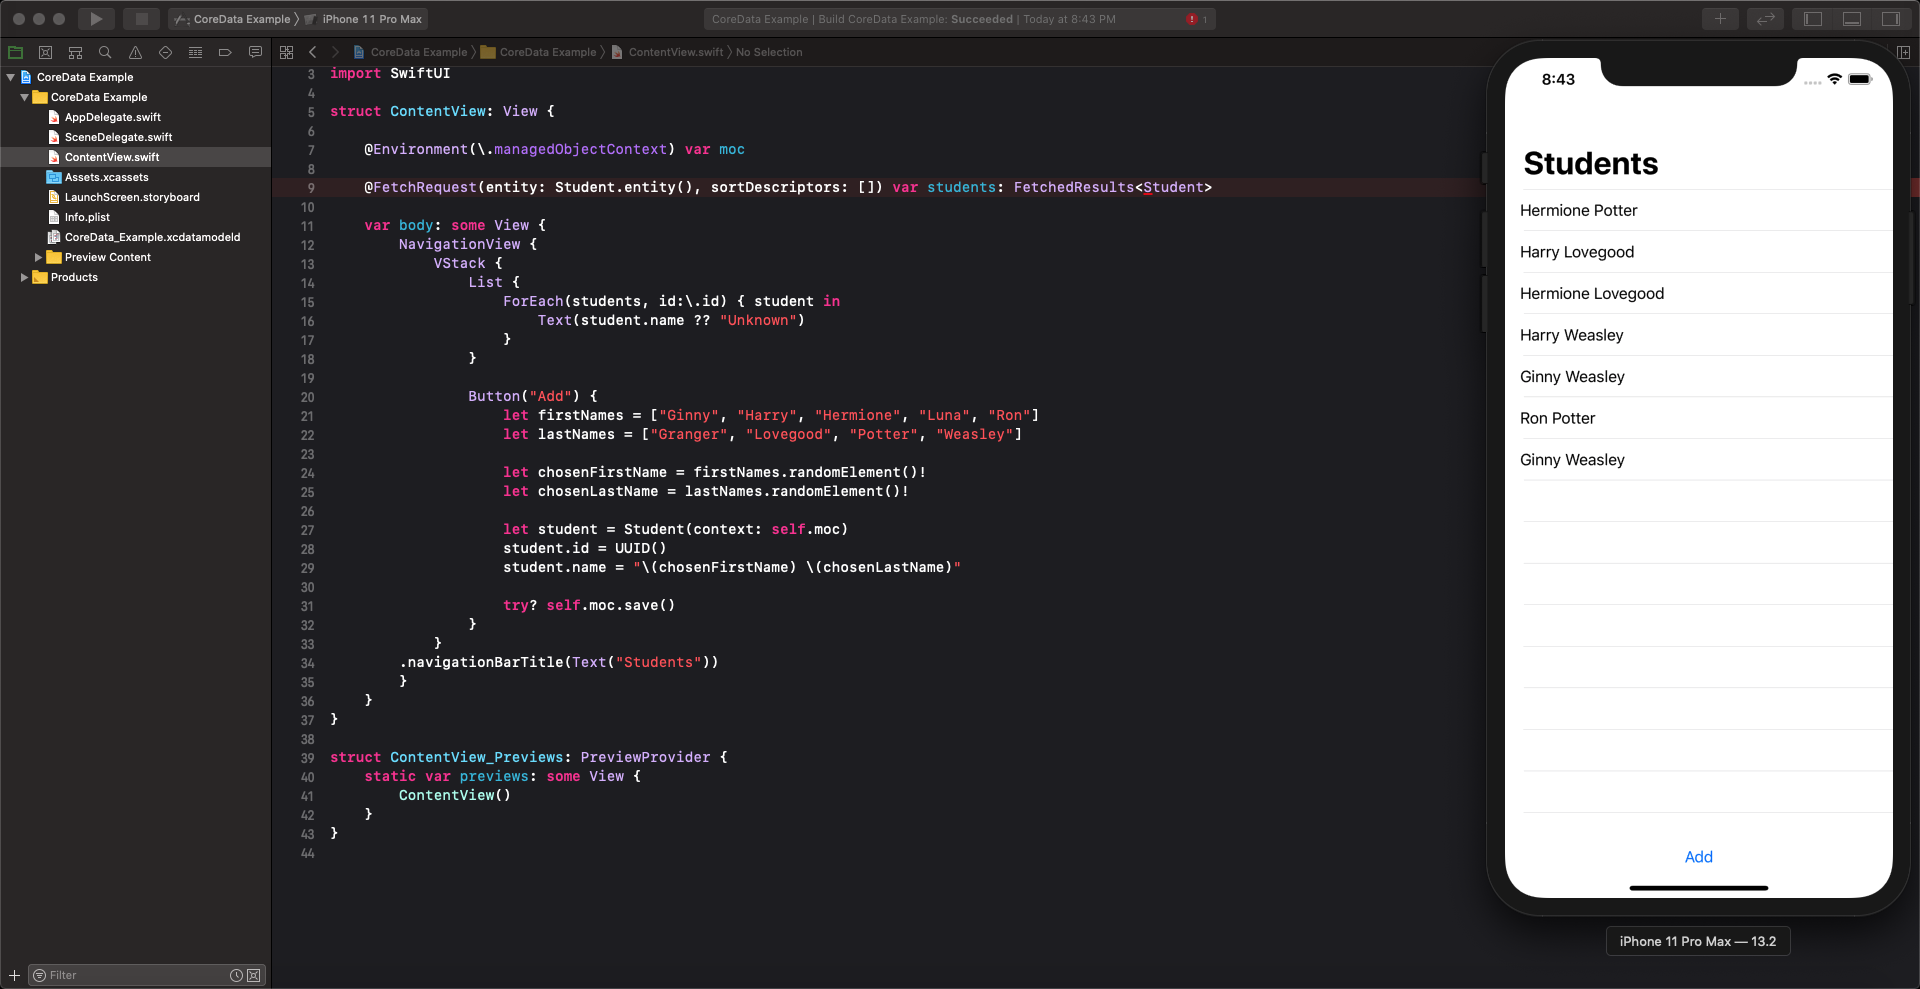 CoreData Example
iPhone 11 Pro Max
CoreData Example | Build CoreData Example: Succeeded | Today at 8:43 PM
1
CoreData Example
CoreData Example
ContentView.swift
No Selection
CoreData Example
CoreData Example
AppDelegate.swift
SceneDelegate.swift
ContentView.swift
Assets.xcassets
LaunchScreen.storyboard
Info.plist
CoreData_Example.xcdatamodeld
Preview Content
Products
Filter
3 import SwiftUI
4
5 struct ContentView: View {
6
7 @Environment(\.managedObjectContext) var moc
8
9 @FetchRequest(entity: Student.entity(), sortDescriptors: []) var students: FetchedResults<Student>
10
11 var body: some View {
12 NavigationView {
13 VStack {
14 List {
15 ForEach(students, id:\.id) { student in
16 Text(student.name ?? "Unknown")
17 }
18 }
19
20 Button("Add") {
21 let firstNames = ["Ginny", "Harry", "Hermione", "Luna", "Ron"]
22 let lastNames = ["Granger", "Lovegood", "Potter", "Weasley"]
23
24 let chosenFirstName = firstNames.randomElement()!
25 let chosenLastName = lastNames.randomElement()!
26
27 let student = Student(context: self.moc)
28 student.id = UUID()
29 student.name = "\(chosenFirstName) \(chosenLastName)"
30
31 try? self.moc.save()
32 }
33 }
34 .navigationBarTitle(Text("Students"))
35 }
36 }
37 }
38
39 struct ContentView_Previews: PreviewProvider {
40 static var previews: some View {
41 ContentView()
42 }
43 }
44
8:43
Students
Hermione Potter
Harry Lovegood
Hermione Lovegood
Harry Weasley
Ginny Weasley
Ron Potter
Ginny Weasley
Add
iPhone 11 Pro Max — 13.2